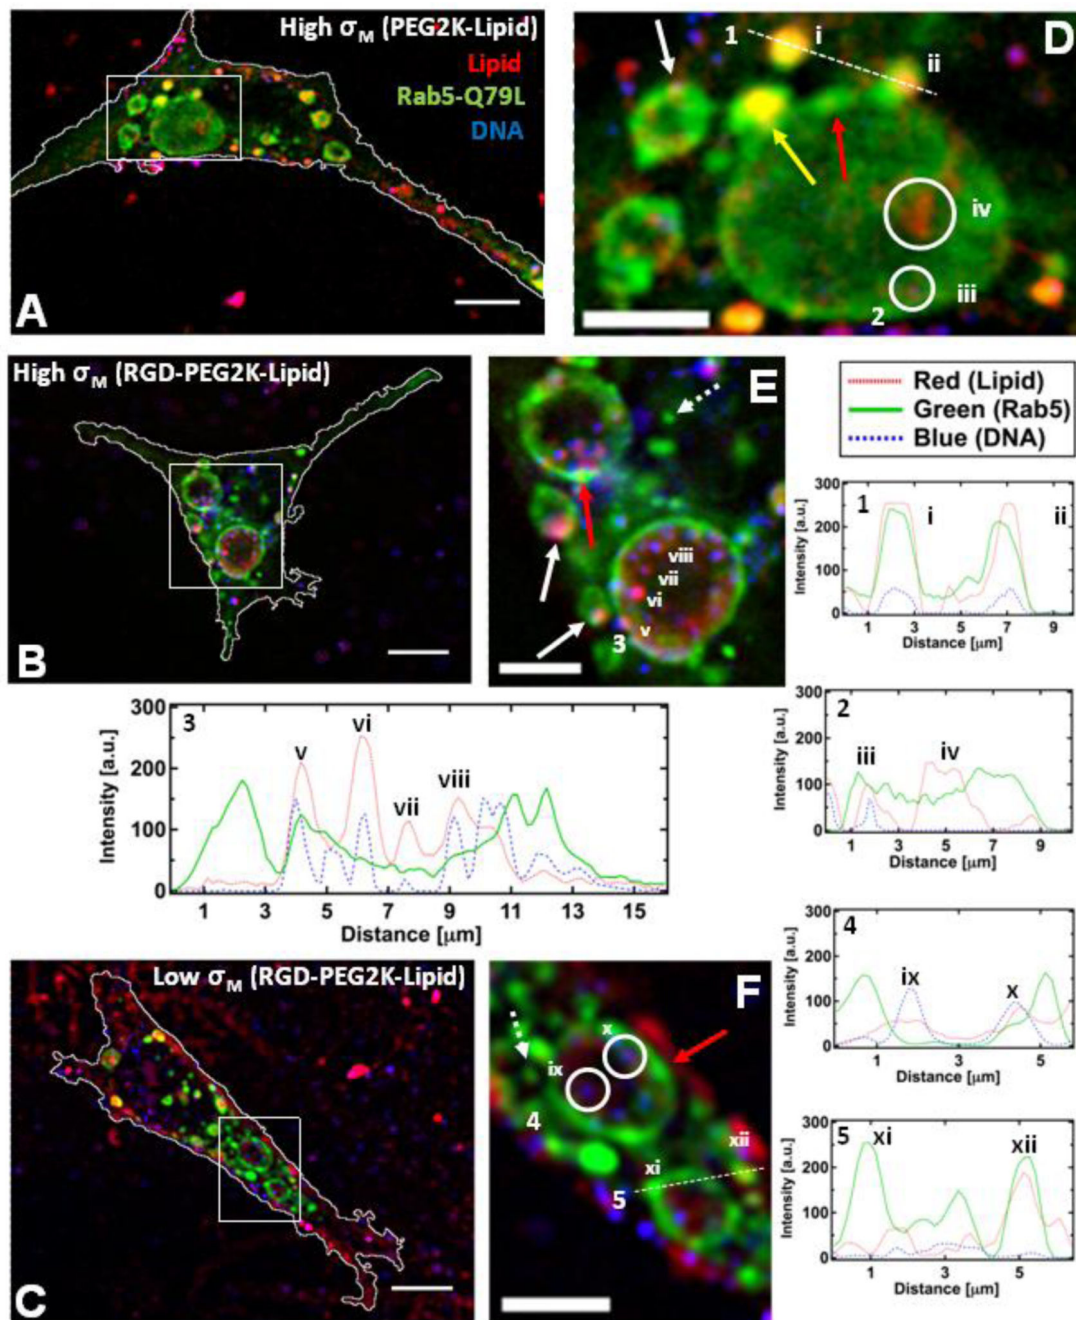 High σM (PEG2K-Lipid)
Lipid
Rab5-Q79L
DNA
A
1
i
ii
D
iv
iii
2
High σM (RGD-PEG2K-Lipid)
B
E
viii
vii
vi
v
3
Red (Lipid)
Green (Rab5)
Blue (DNA)
1
i
ii
Intensity [a.u.]
300
200
100
0
1 3 5 7 9
Distance [μm]
2
iii
iv
Intensity [a.u.]
300
200
100
0
1 3 5 7 9
Distance [μm]
3
v
vi
vii
viii
Intensity [a.u.]
300
200
100
0
1 3 5 7 9 11 13 15
Distance [μm]
4
ix
x
Intensity [a.u.]
300
200
100
0
1 3 5
Distance [μm]
Low σM (RGD-PEG2K-Lipid)
C
F
x
ix
4
xii
xi
5
5
xi
xii
Intensity [a.u.]
300
200
100
0
1 3 5
Distance [μm]